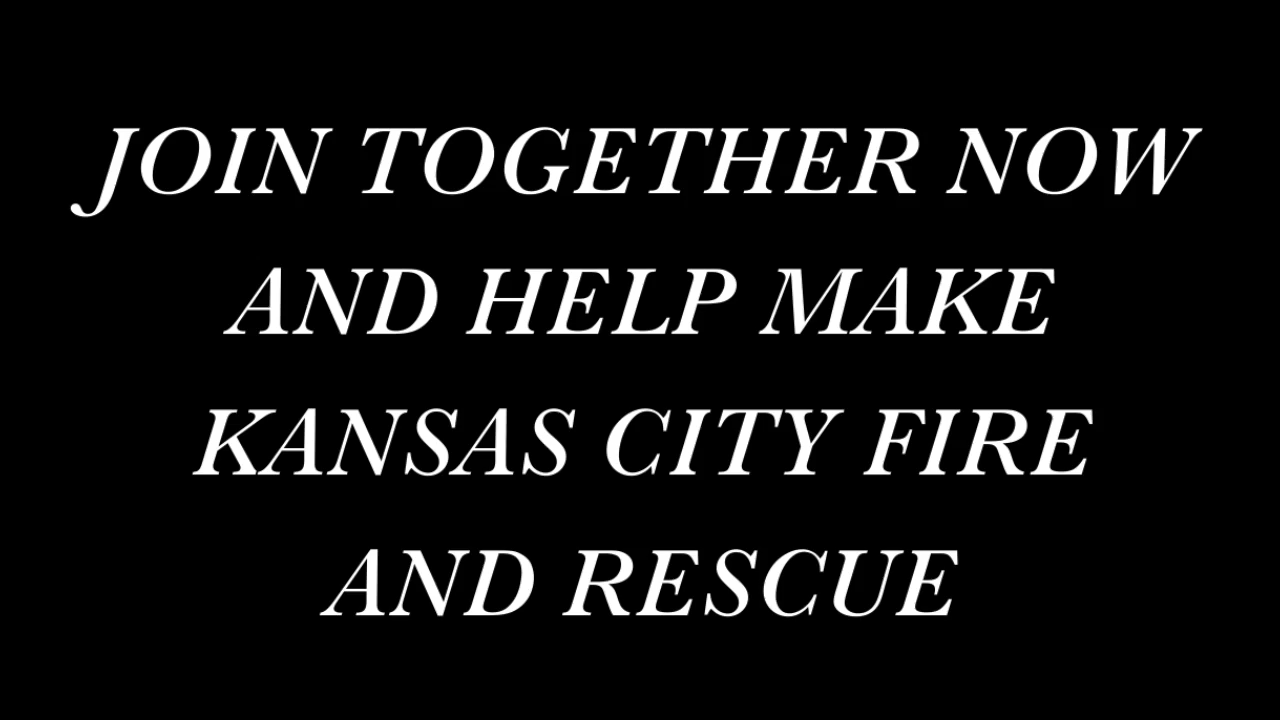 JOIN TOGETHER NOW
AND HELP MAKE
KANSAS CITY FIRE
AND RESCUE